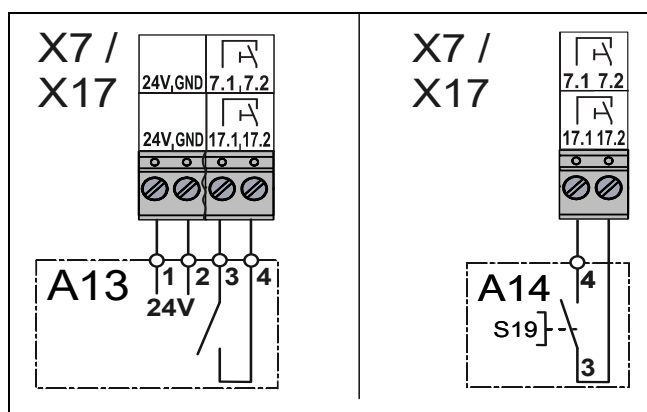 X7 /
X17
24V GND 7.1 7.2
24V GND 17.1 17.2
A13
1 2 3 4
24V
X7 /
X17
7.1 7.2
17.1 17.2
A14
4
S19
3